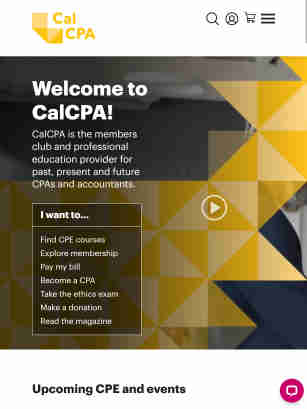 Cal
CPA
Welcome to
CalCPA!
CalCPA is the members
club and professional
education provider for
past, present and future
CPAs and accountants.
I want to...
Find CPE courses
Explore membership
Pay my bill
Become a CPA
Take the ethics exam
Make a donation
Read the magazine
Upcoming CPE and events